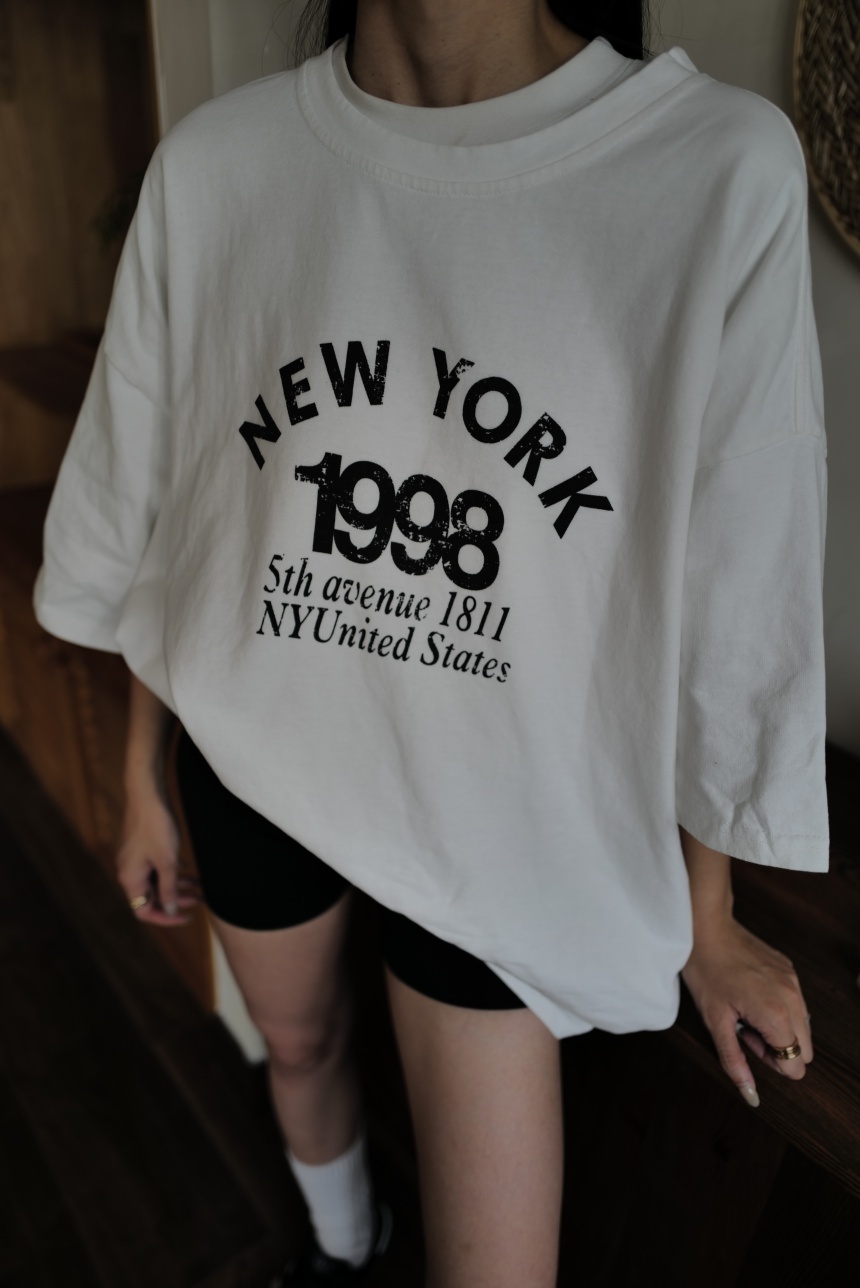 NEW YORK
1998
5th avenue 1811
NYUnited States